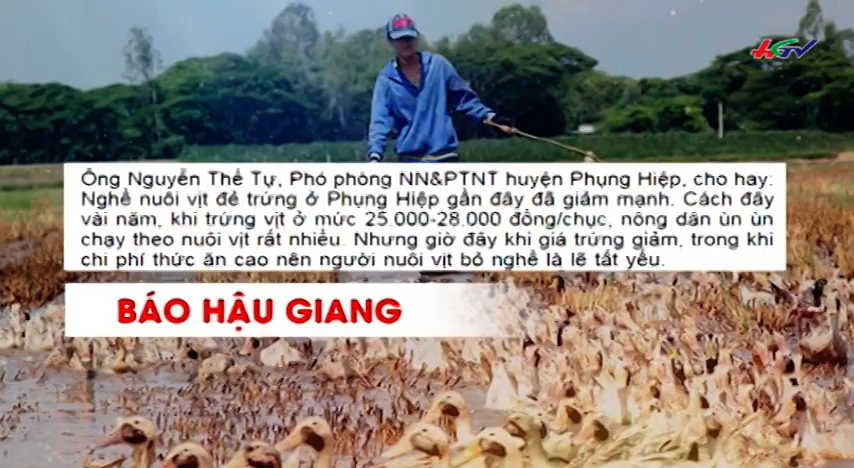 HGV
Ông Nguyễn Thế Tự, Phó phòng NN&PTNT huyện Phụng Hiệp, cho hay:
Nghề nuôi vịt đẻ trứng ở Phụng Hiệp gần đây đã giảm mạnh. Cách đây
vài năm, khi trứng vịt ở mức 25.000-28.000 đồng/chục, nông dân ùn ùn
chạy theo nuôi vịt rất nhiều. Nhưng giờ đây khi giá trứng giảm, trong khi
chi phí thức ăn cao nên người nuôi vịt bỏ nghề là lẽ tất yếu.
BÁO HẬU GIANG